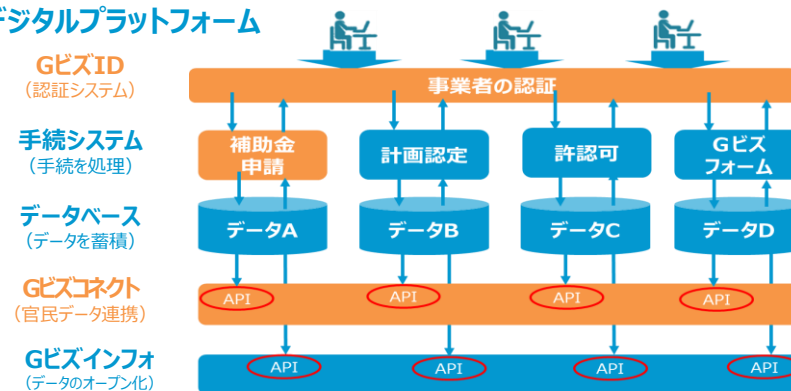 デジタルプラットフォーム
GビズID
（認証システム）
事業者の認証
手続システム
（手続を処理）
補助金
申請
計画認定
許認可
Gビズ
フォーム
データベース
（データを蓄積）
データA
データB
データC
データD
Gビズコネクト
（官民データ連携）
API
API
API
API
Gビズインフォ
（データのオープン化）
API
API
API
API